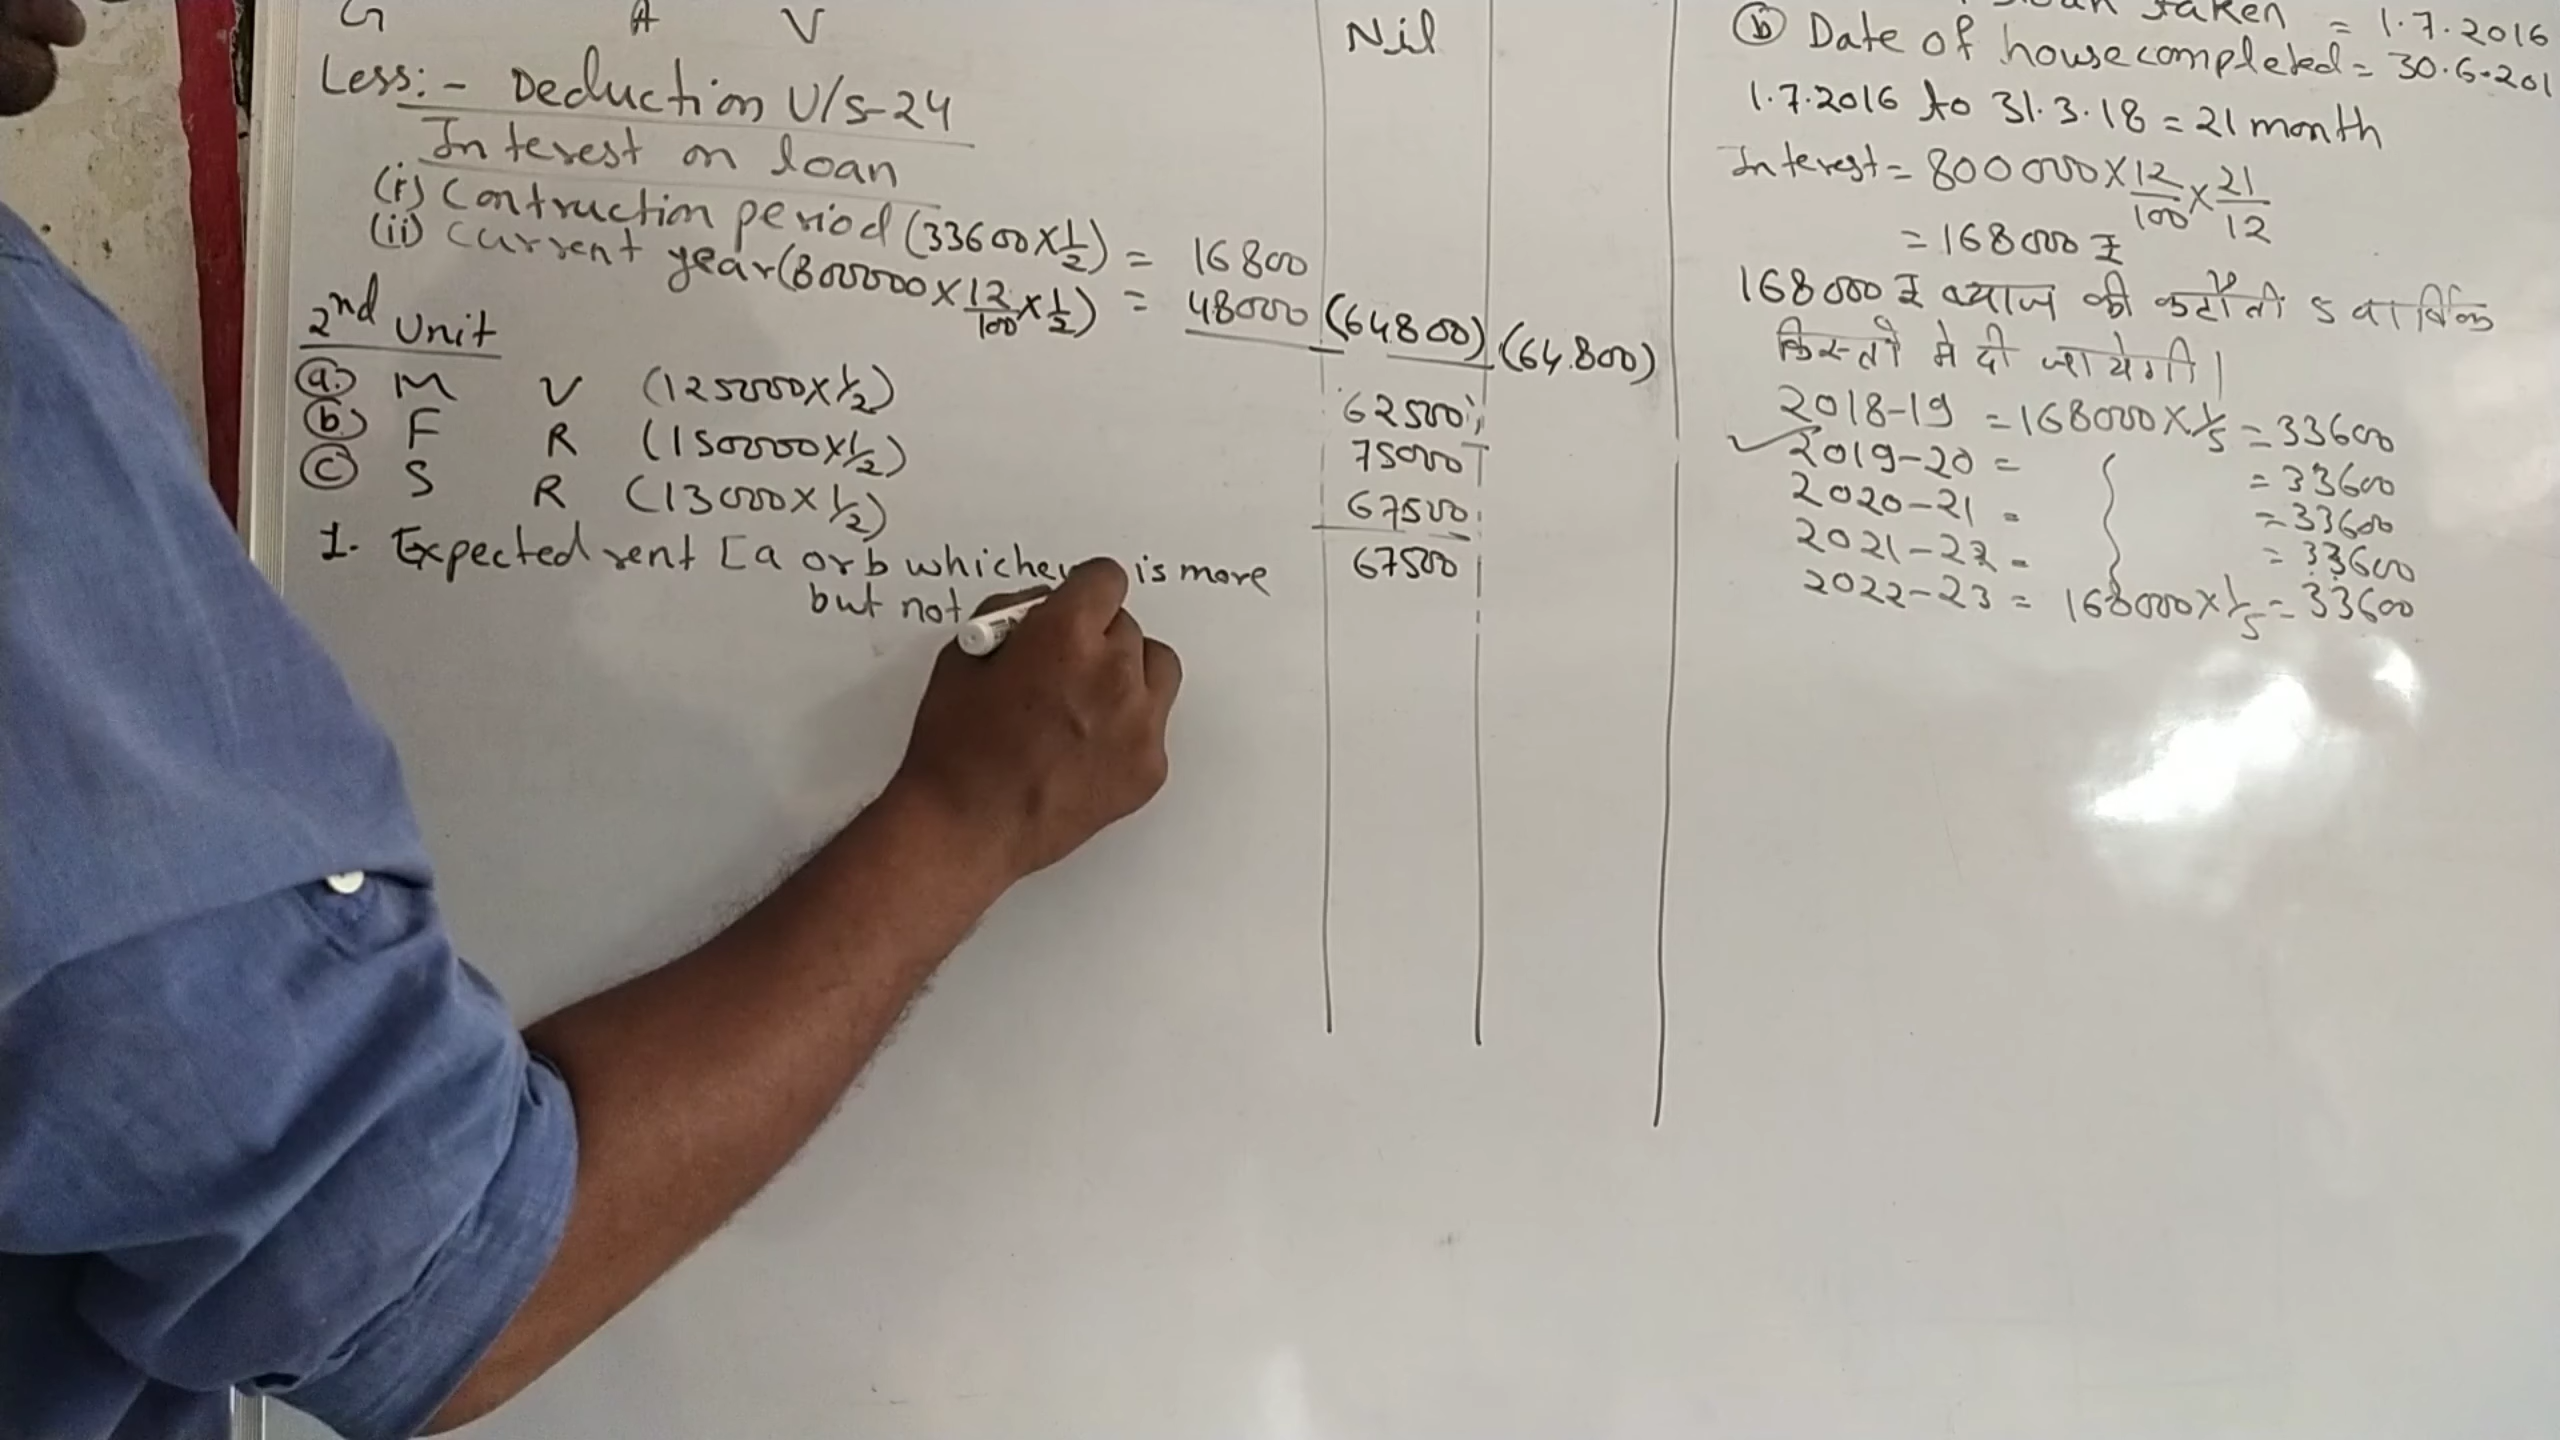 G A V Nil
Less:- Deduction U/s-24
Interest on loan
(i) Contruction period (33600×1/2) = 16800
(ii) current year (800000×12/100×1/2) = 48000 (64800) (64.800)
2nd Unit
(a.) M V (125000×1/2) 62500
(b) F R (150000×1/2) 75000
(c) S R (13000×1/2) 67500
1. Expected rent [a or b whichev is more 67500
but not
taken = 1.7.2016
(b) Date of house completed = 30.6.201
1.7.2016 to 31.3.18 = 21 month
Interest = 800000×12/100×21/12
= 168000 ₹
168000 ₹ ब्याज की कटौती 5 वार्षिक
किस्तों में दी जायेगी।
2018-19 = 168000×1/5 = 33600
✓2019-20 = = 33600
2020-21 = = 33600
2021-22 = = 33600
2022-23 = 168000×1/5 = 33600